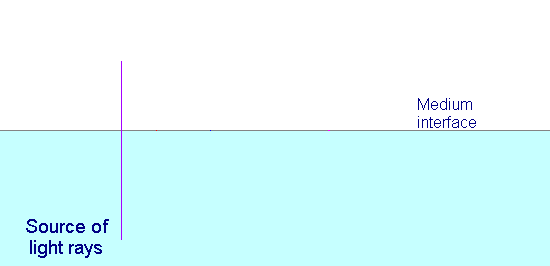 Medium
interface
Source of
light rays